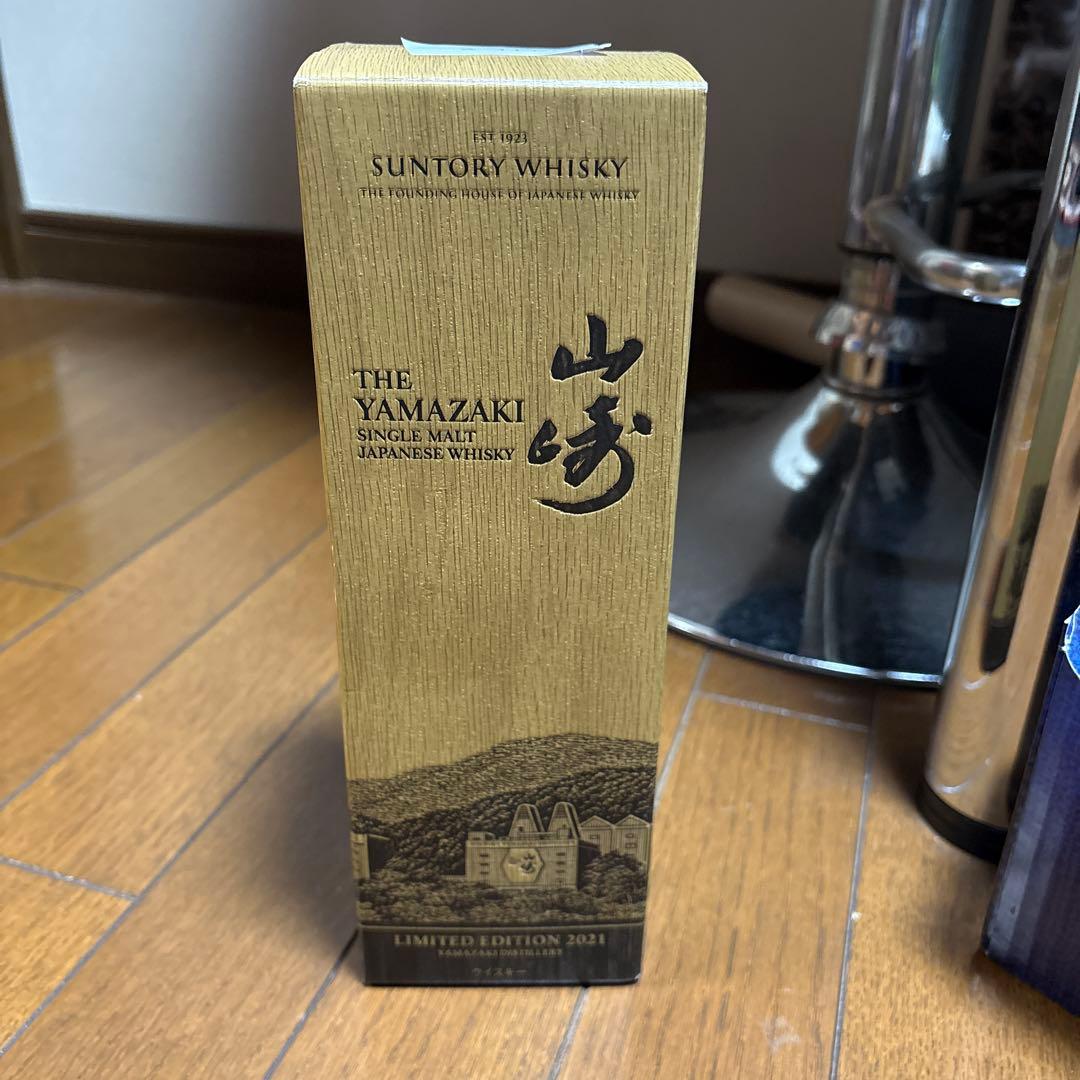 EST 1923
SUNTORY WHISKY
THE FOUNDING HOUSE OF JAPANESE WHISKY
THE
YAMAZAKI
SINGLE MALT
JAPANESE WHISKY
山崎
LIMITED EDITION 2021
YAMAZAKI DISTILLERY
ウイスキー